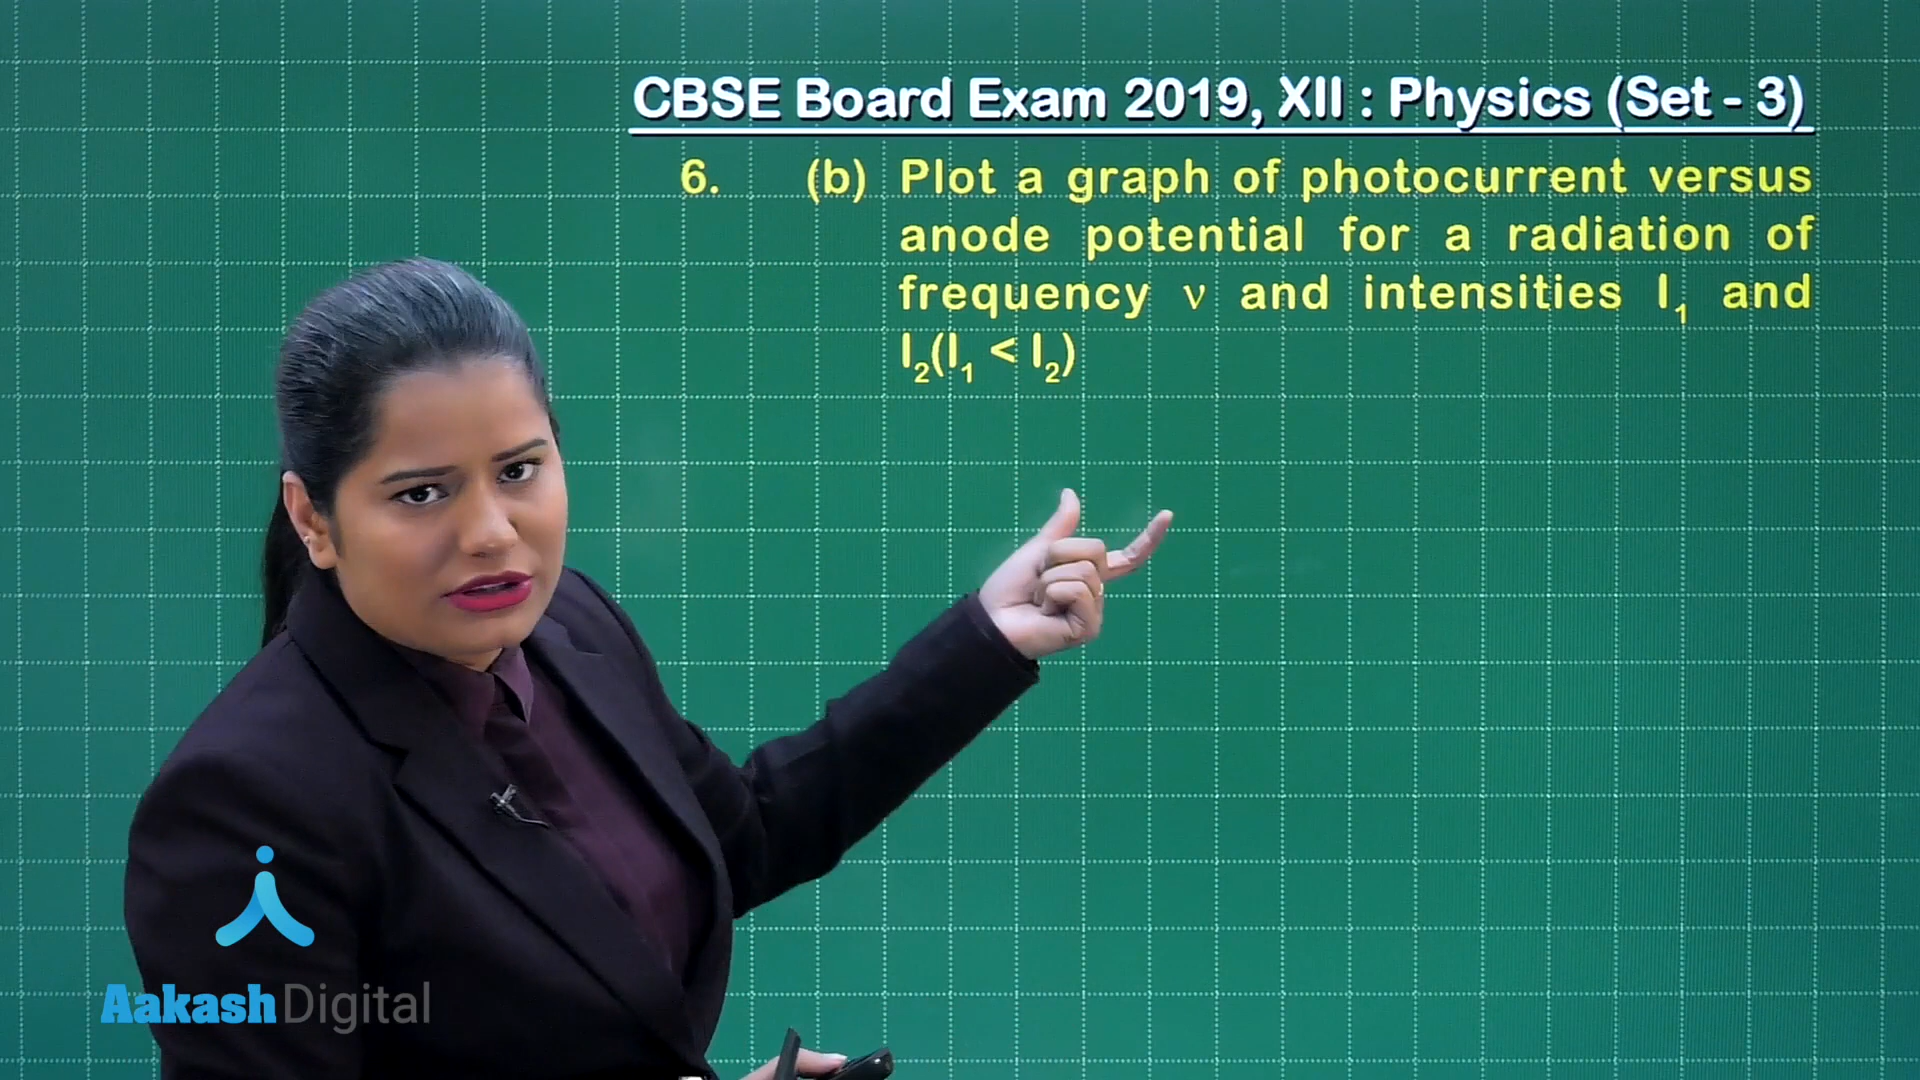 CBSE Board Exam 2019, XII : Physics (Set - 3)
6. (b) Plot a graph of photocurrent versus
anode potential for a radiation of
frequency ν and intensities I₁ and
I₂(I₁ < I₂)
Aakash Digital